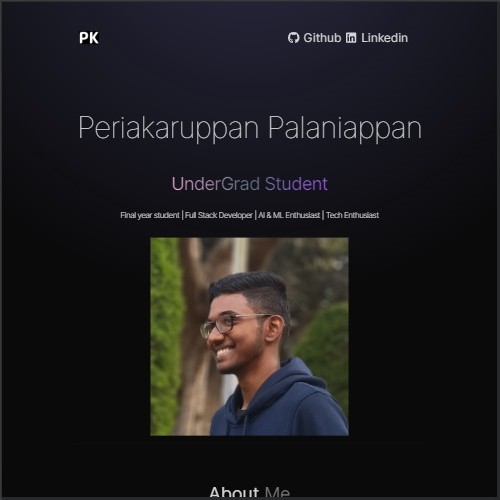 PK
Github Linkedin
Periakaruppan Palaniappan
UnderGrad Student
Final year student | Full Stack Developer | AI & ML Enthusiast | Tech Enthusiast
About Me